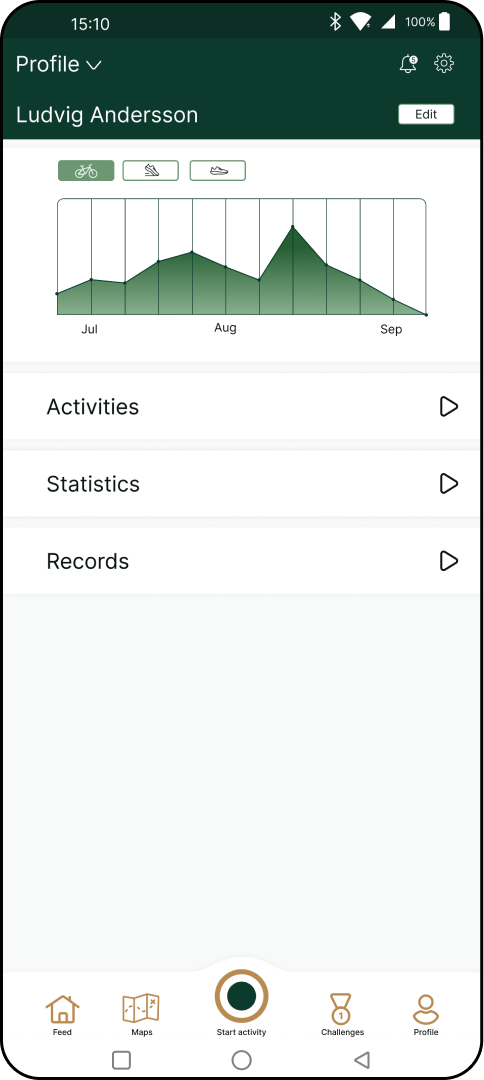 15:10
100%
Profile
5
Ludvig Andersson
Edit
Jul Aug Sep
Activities
Statistics
Records
1
Feed Maps Start activity Challenges Profile